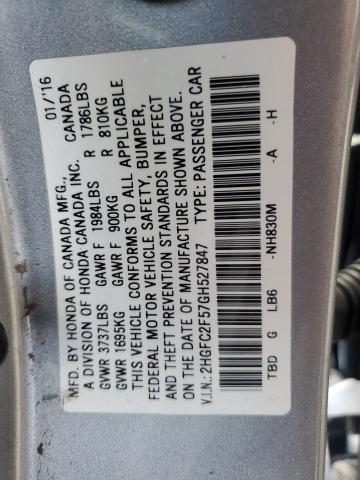 MFD. BY HONDA OF CANADA MFG., 01/'16
A DIVISION OF HONDA CANADA INC. CANADA
GVWR 3737LBS GAWR F 1984LBS R 1786LBS
GVWR 1695KG GAWR F 900KG R 810KG
THIS VEHICLE CONFORMS TO ALL APPLICABLE
FEDERAL MOTOR VEHICLE SAFETY, BUMPER,
AND THEFT PREVENTION STANDARDS IN EFFECT
ON THE DATE OF MANUFACTURE SHOWN ABOVE.
V.I.N.: 2HGFC2F57GH527847 TYPE: PASSENGER CAR
TBD G LB6 -NH830M -A -H